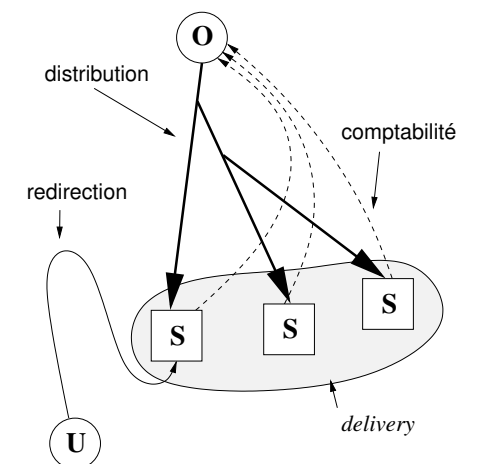 O
distribution
comptabilité
redirection
S
S
S
delivery
U